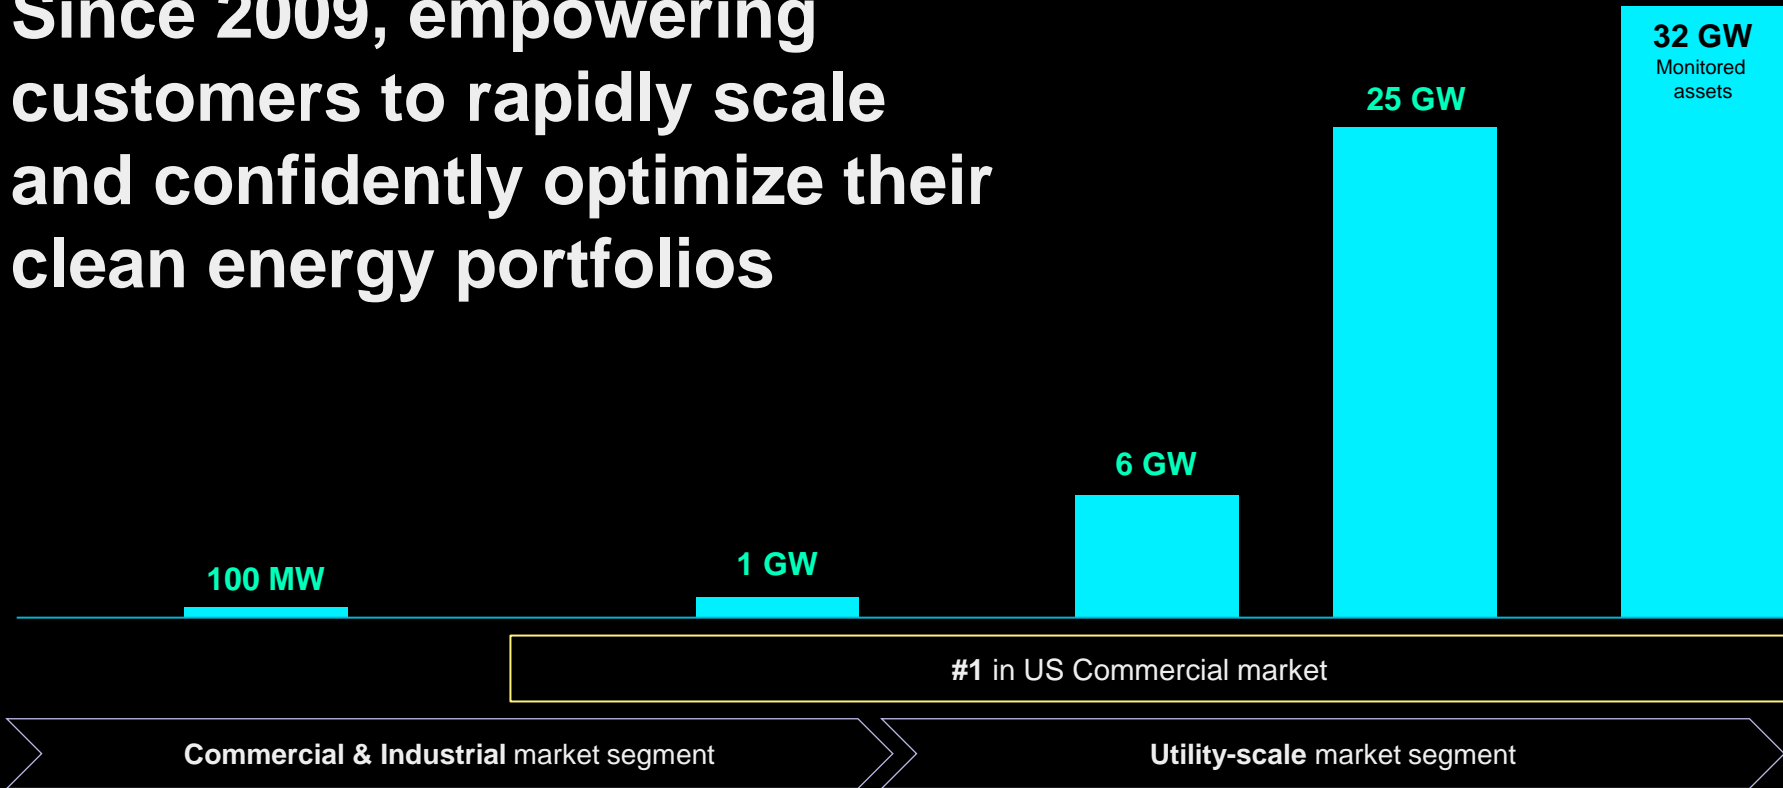 Since 2009, empowering
customers to rapidly scale
and confidently optimize their
clean energy portfolios
100 MW
1 GW
6 GW
25 GW
32 GW
Monitored
assets
#1 in US Commercial market
Commercial & Industrial market segment
Utility-scale market segment